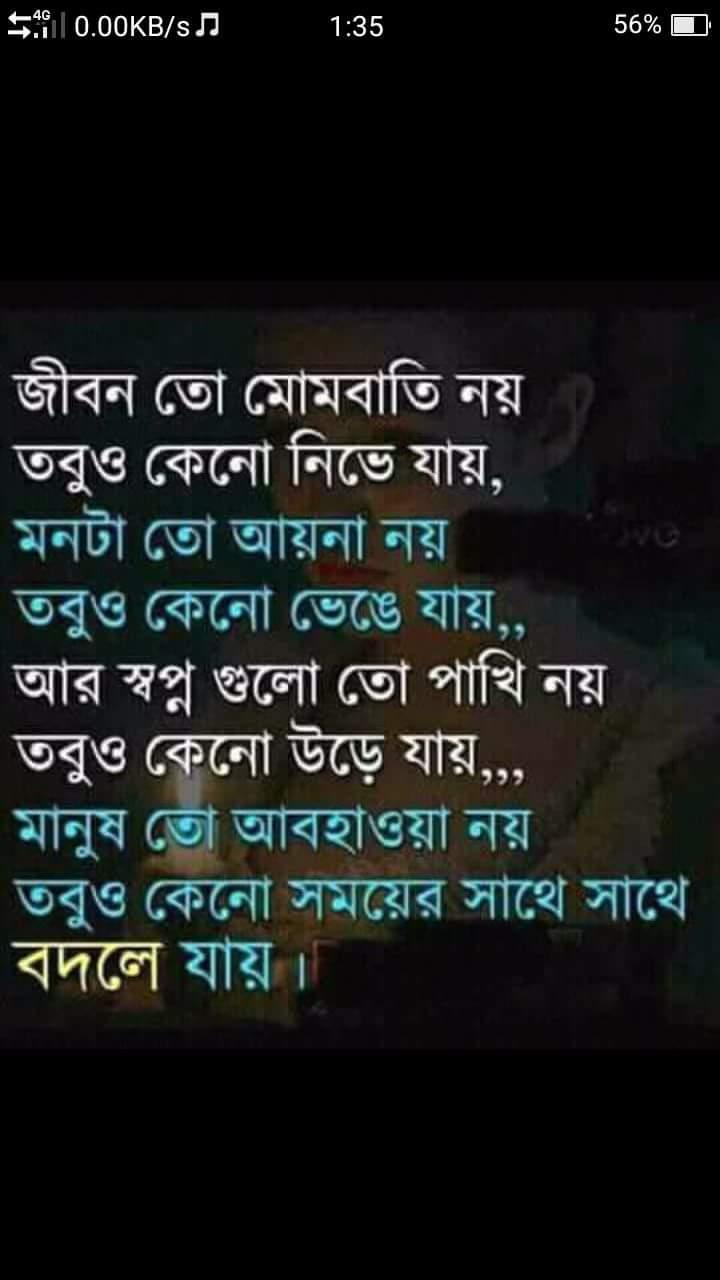 4G 0.00KB/s 1:35 56%
জীবন তো মোমবাতি নয়
তবুও কেনো নিভে যায়,
মনটা তো আয়না নয়
তবুও কেনো ভেঙে যায়,,
আর স্বপ্ন গুলো তো পাখি নয়
তবুও কেনো উড়ে যায়,,,
মানুষ তো আবহাওয়া নয়
তবুও কেনো সময়ের সাথে সাথে
বদলে যায় ।